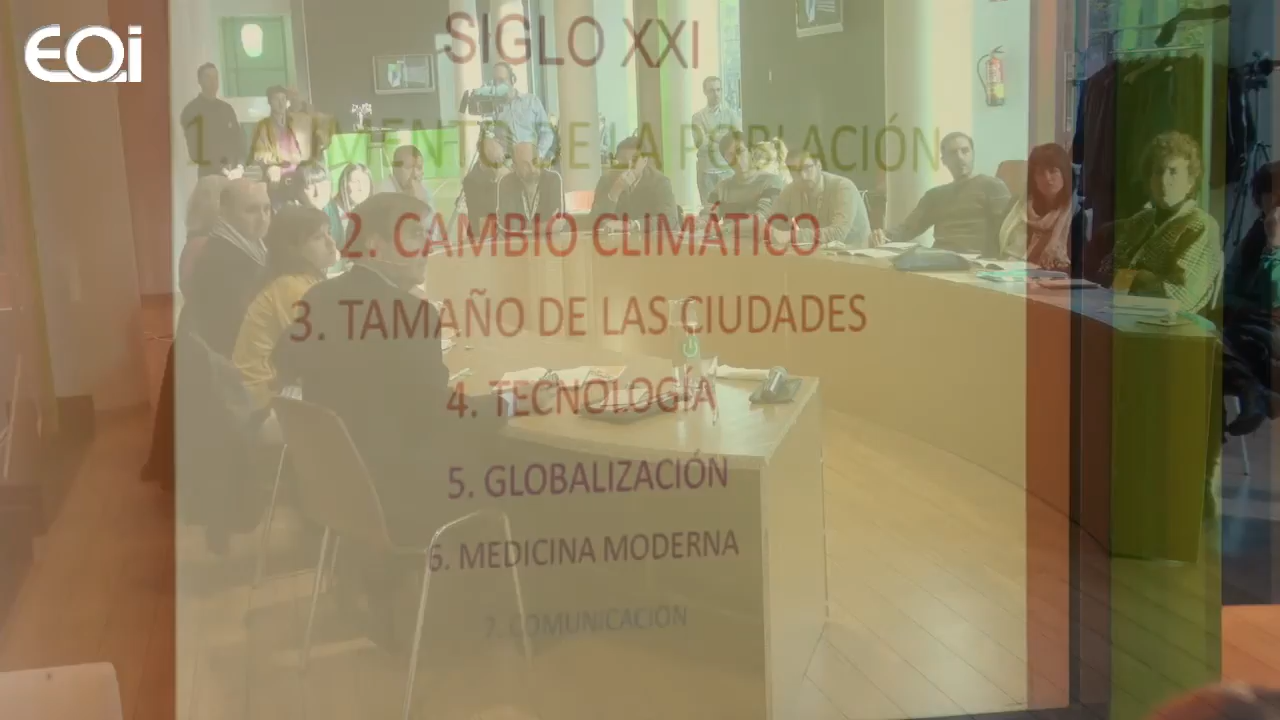 EOi
SIGLO XXI
1. AUMENTO DE LA POBLACIÓN
2. CAMBIO CLIMÁTICO
3. TAMAÑO DE LAS CIUDADES
4. TECNOLOGÍA
5. GLOBALIZACIÓN
6. MEDICINA MODERNA
7. COMUNICACIÓN